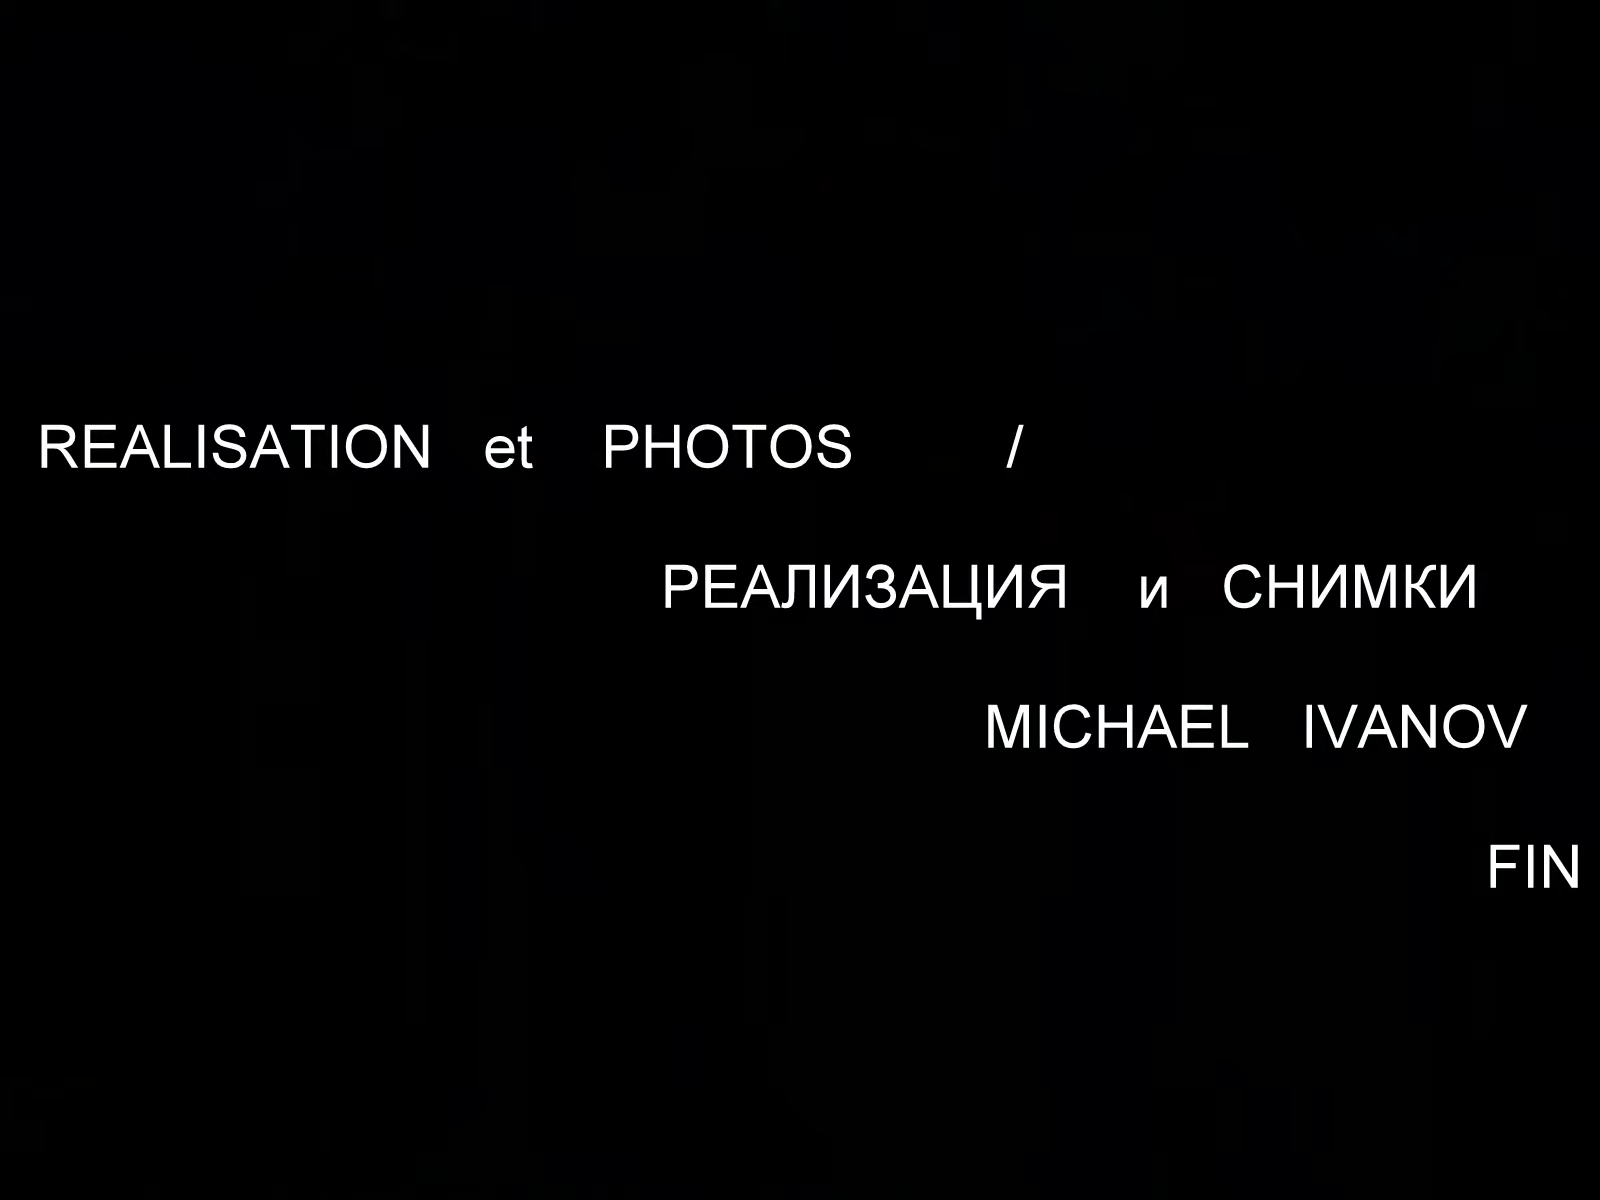 REALISATION et PHOTOS /
РЕАЛИЗАЦИЯ и СНИМКИ
MICHAEL IVANOV
FIN